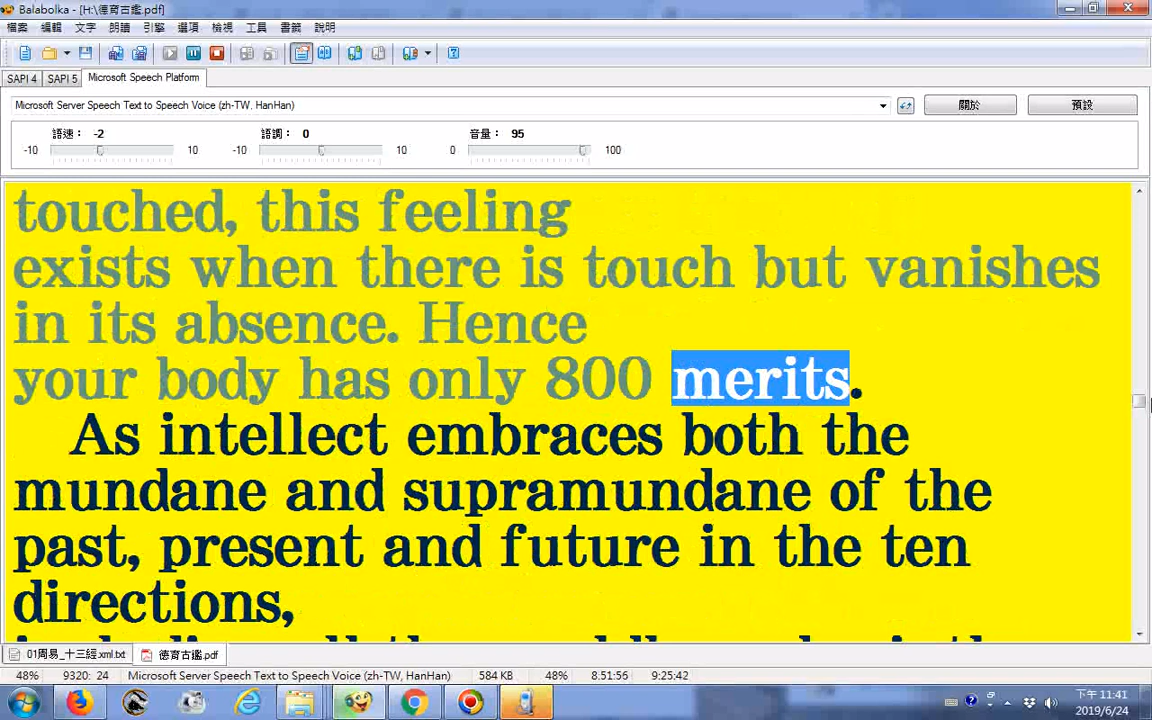 Balabolka - [H:\德育古鑑.pdf]
檔案 編輯 文字 朗讀 引擎 選項 檢視 工具 書籤 說明
SAPI 4 SAPI 5 Microsoft Speech Platform
Microsoft Server Speech Text to Speech Voice (zh-TW, HanHan) 關於 預設
語速： -2 語調： 0 音量： 95
-10 10 -10 10 0 100
touched, this feeling
exists when there is touch but vanishes
in its absence. Hence
your body has only 800 merits.
As intellect embraces both the
mundane and supramundane of the
past, present and future in the ten
directions,
01周易_十三經.xml.txt 德育古鑑.pdf
48% 9320: 24 Microsoft Server Speech Text to Speech Voice (zh-TW, HanHan) 584 KB 48% 8:51:56 9:25:42
下午 11:41
2019/6/24